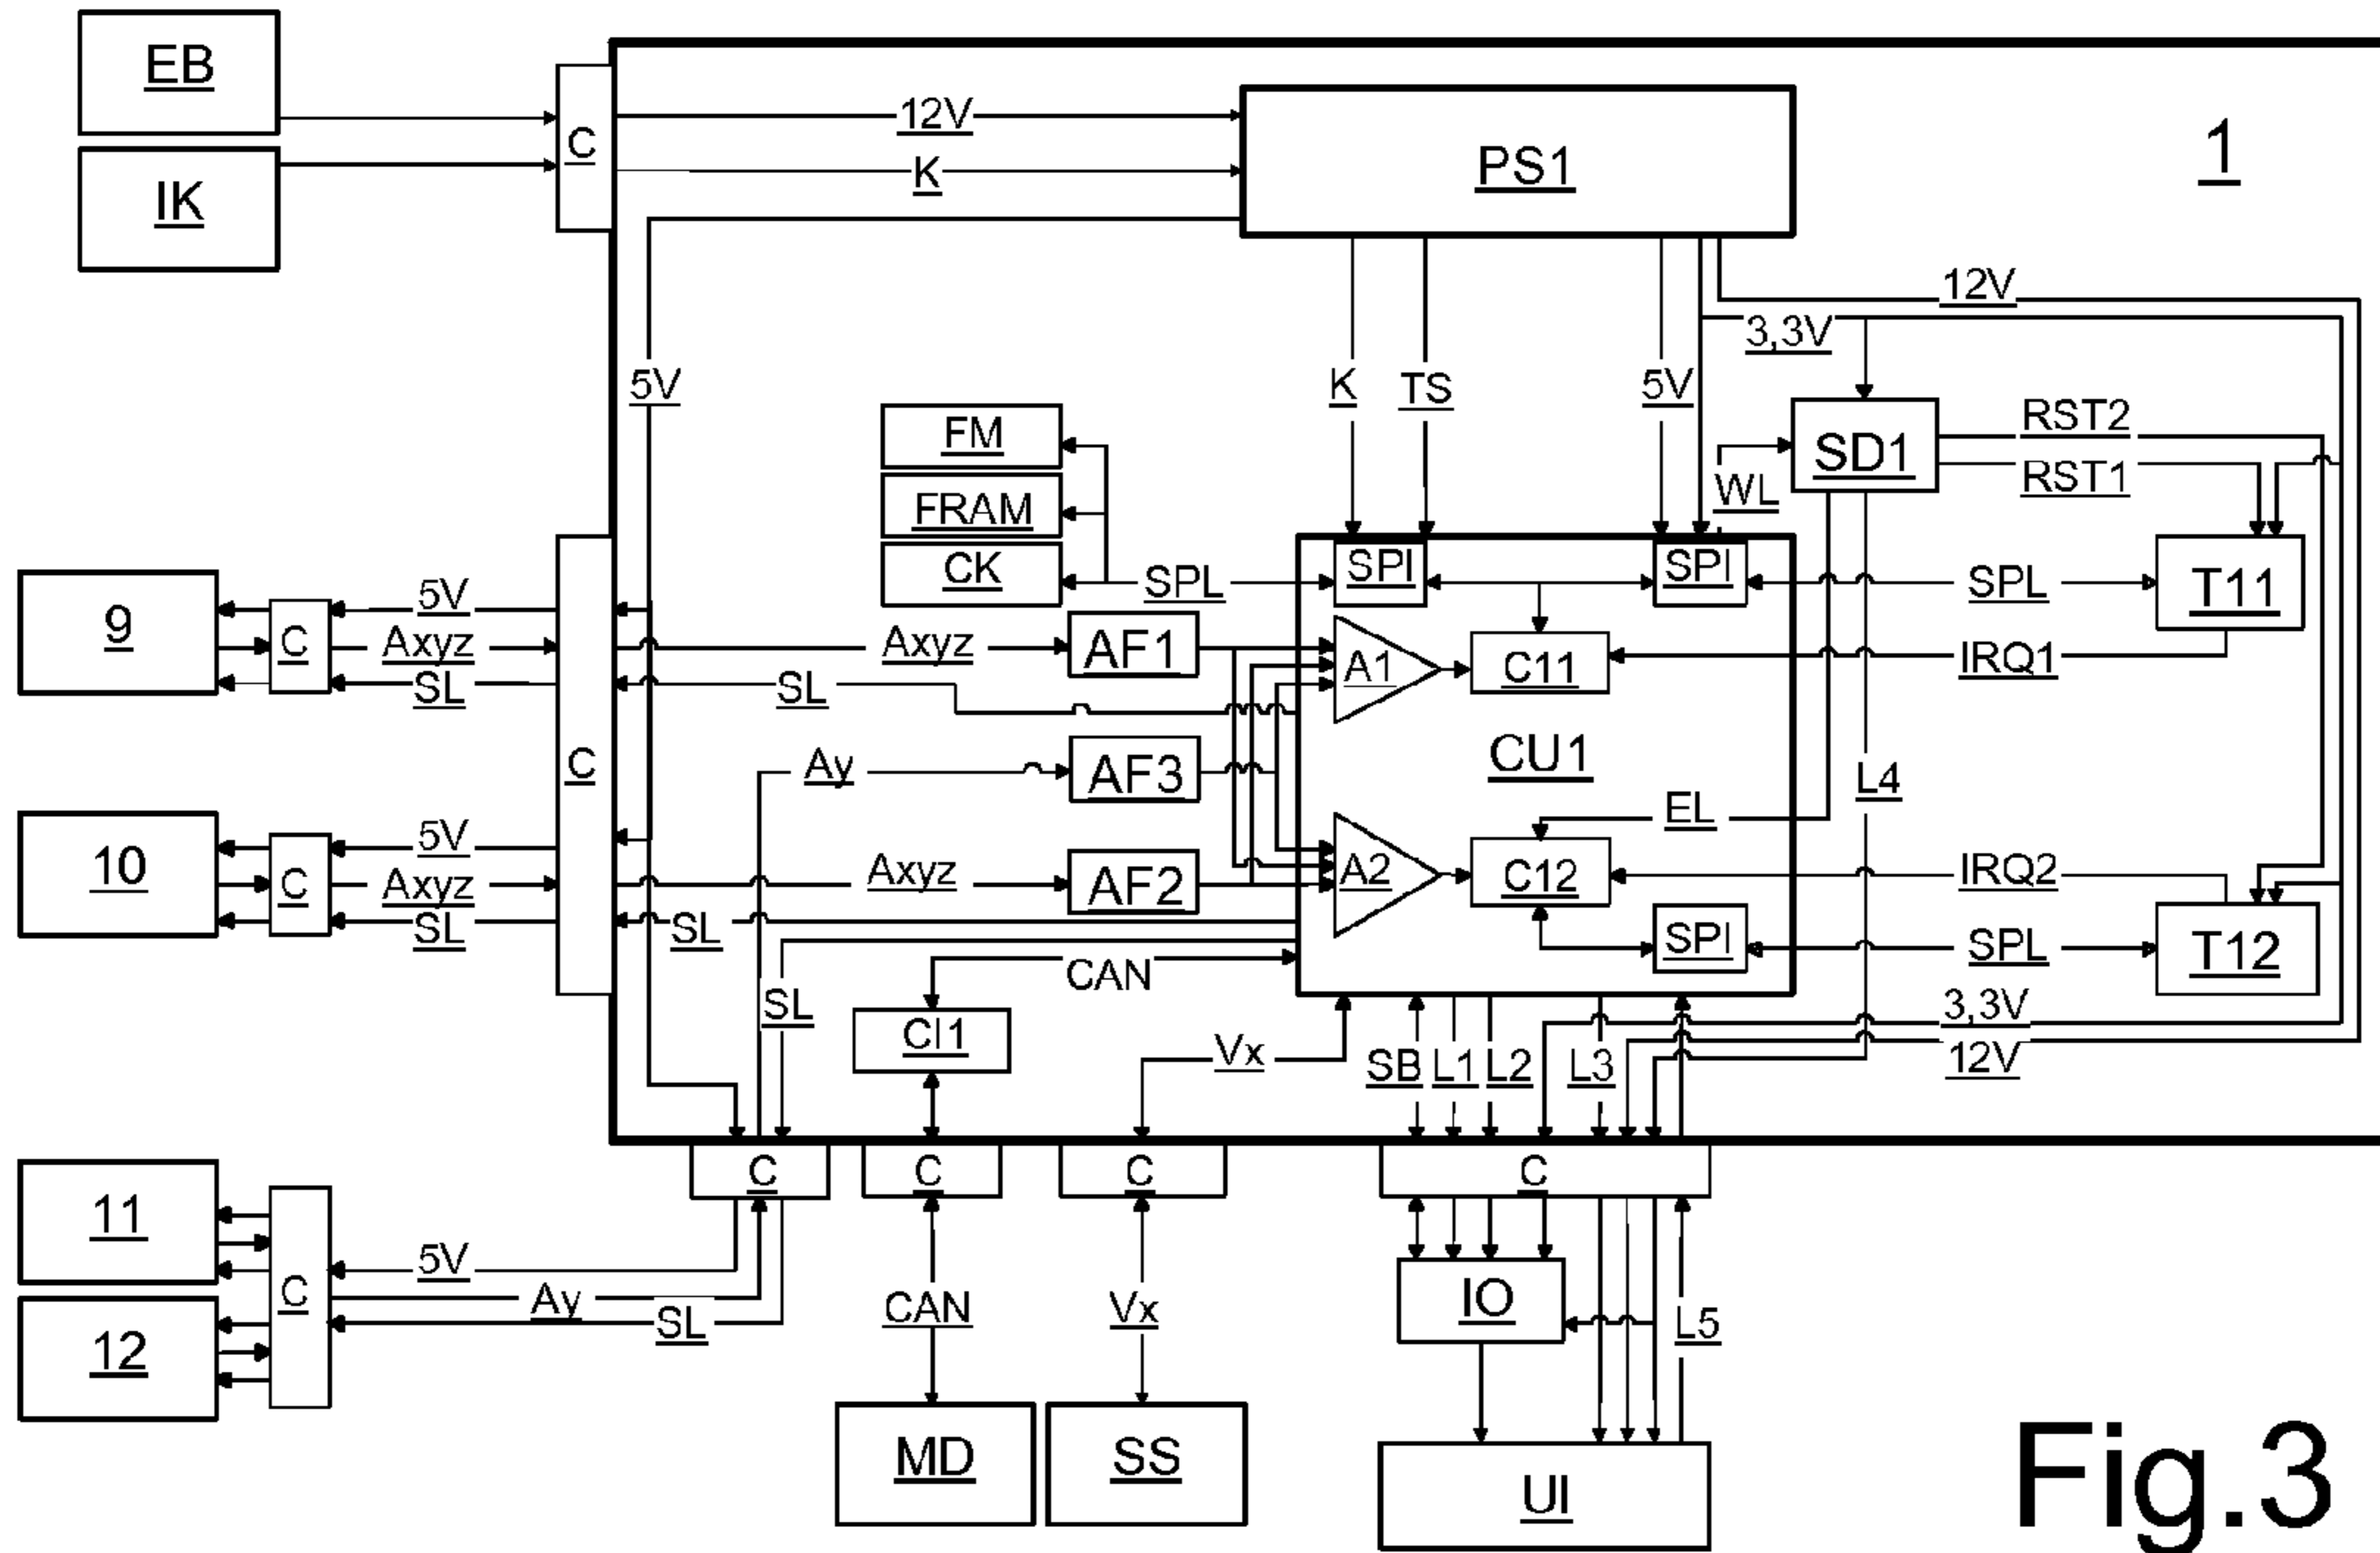 EB
C
12V
PS1
1
IK
K
12V
3,3V
5V
K
TS
5V
RST2
FM
SD1
RST1
WL
FRAM
CK
SPL
SPI
SPI
SPL
T11
9
C
5V
Axyz
SL
Axyz
AF1
SL
A1
C11
IRQ1
C
Ay
AF3
CU1
L4
EL
10
C
5V
Axyz
SL
Axyz
AF2
SL
A2
C12
IRQ2
SPI
SPL
T12
CAN
SL
CI1
Vx
SB
L1
L2
L3
3,3V
12V
C
C
C
C
11
5V
C
Ay
SL
12
CAN
Vx
IO
L5
MD
SS
UI
Fig.3